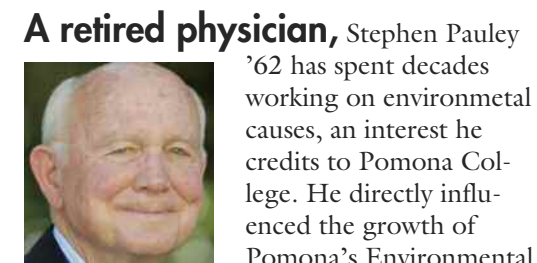 A retired physician, Stephen Pauley
’62 has spent decades
working on environmetal
causes, an interest he
credits to Pomona Col-
lege. He directly influ-
enced the growth of
Pomona’s Environmental